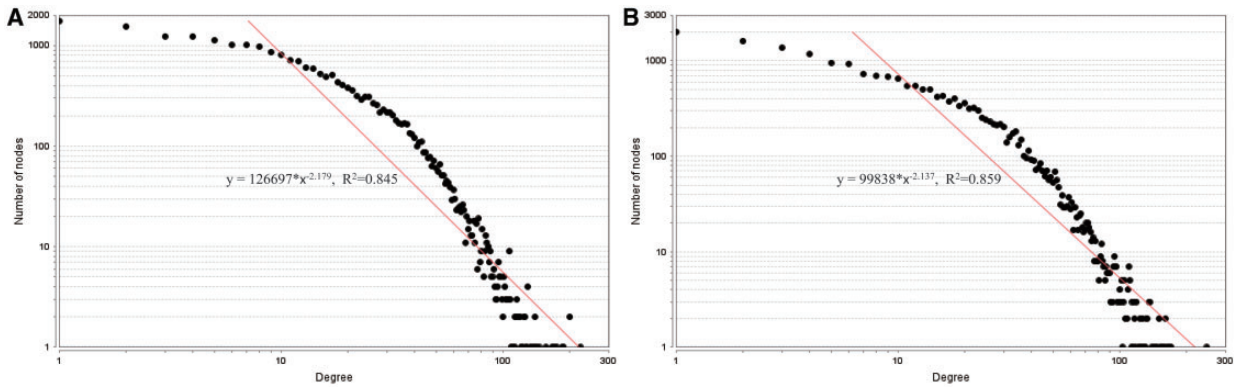 A
2000
1000
100
10
1
Number of nodes
y = 126697*x^-2.179, R²=0.845
1
10
100
300
Degree
B
3000
1000
100
10
1
Number of nodes
y = 99838*x^-2.137, R²=0.859
1
10
100
300
Degree